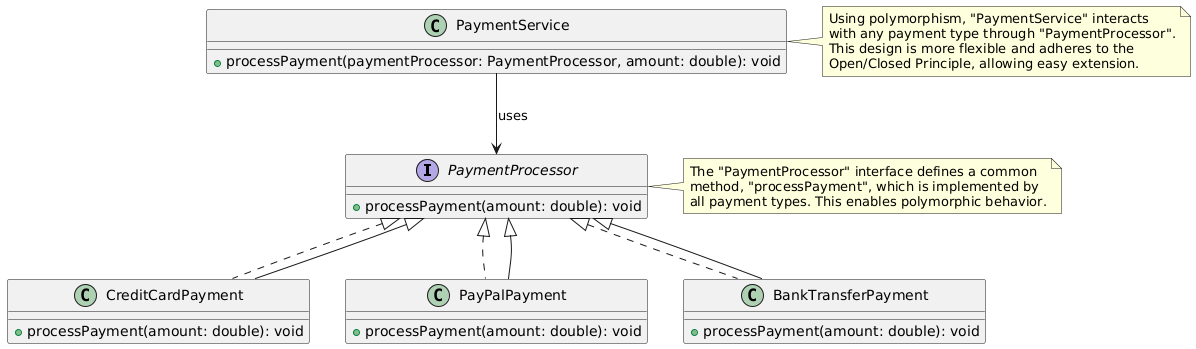 C PaymentService
processPayment(paymentProcessor: PaymentProcessor, amount: double): void
Using polymorphism, "PaymentService" interacts
with any payment type through "PaymentProcessor".
This design is more flexible and adheres to the
Open/Closed Principle, allowing easy extension.
uses
I PaymentProcessor
processPayment(amount: double): void
The "PaymentProcessor" interface defines a common
method, "processPayment", which is implemented by
all payment types. This enables polymorphic behavior.
C CreditCardPayment
processPayment(amount: double): void
C PayPalPayment
processPayment(amount: double): void
C BankTransferPayment
processPayment(amount: double): void